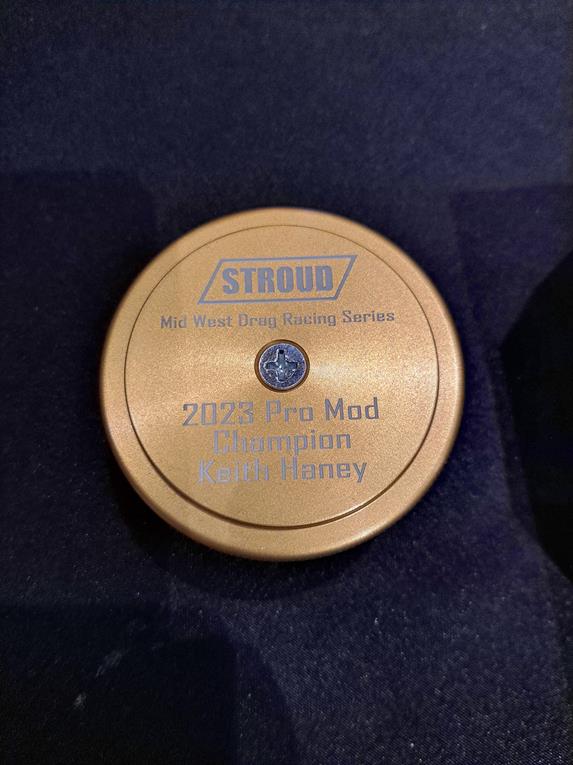 STROUD
Mid West Drag Racing Series
2023 Pro Mod
Champion
Keith Haney